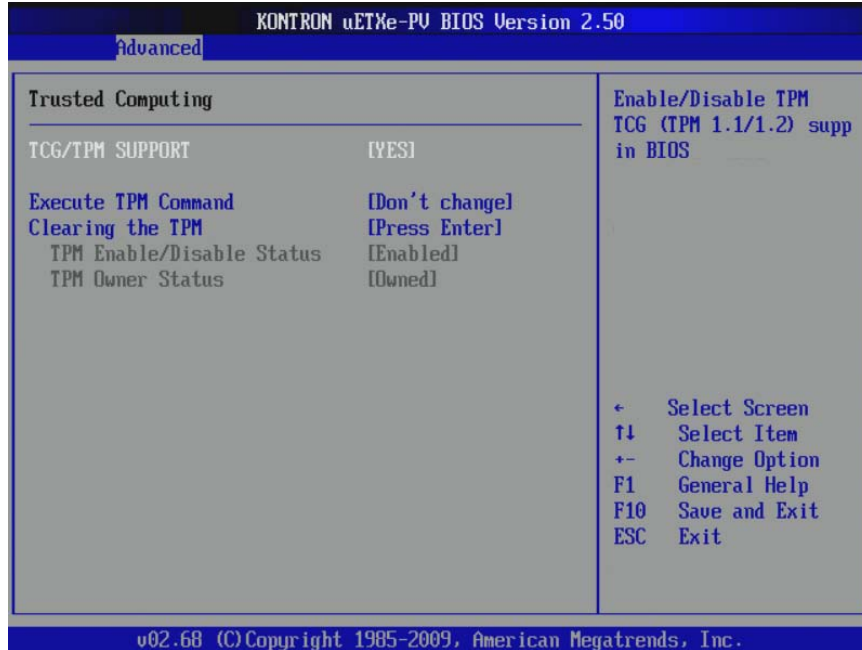 KONTRON uETXe-PV BIOS Version 2.50
Advanced
Trusted Computing
TCG/TPM SUPPORT [YES]
Execute TPM Command [Don't change]
Clearing the TPM [Press Enter]
TPM Enable/Disable Status [Enabled]
TPM Owner Status [Owned]
Enable/Disable TPM
TCG (TPM 1.1/1.2) supp
in BIOS
← Select Screen
↑↓ Select Item
+- Change Option
F1 General Help
F10 Save and Exit
ESC Exit
v02.68 (C)Copyright 1985-2009, American Megatrends, Inc.